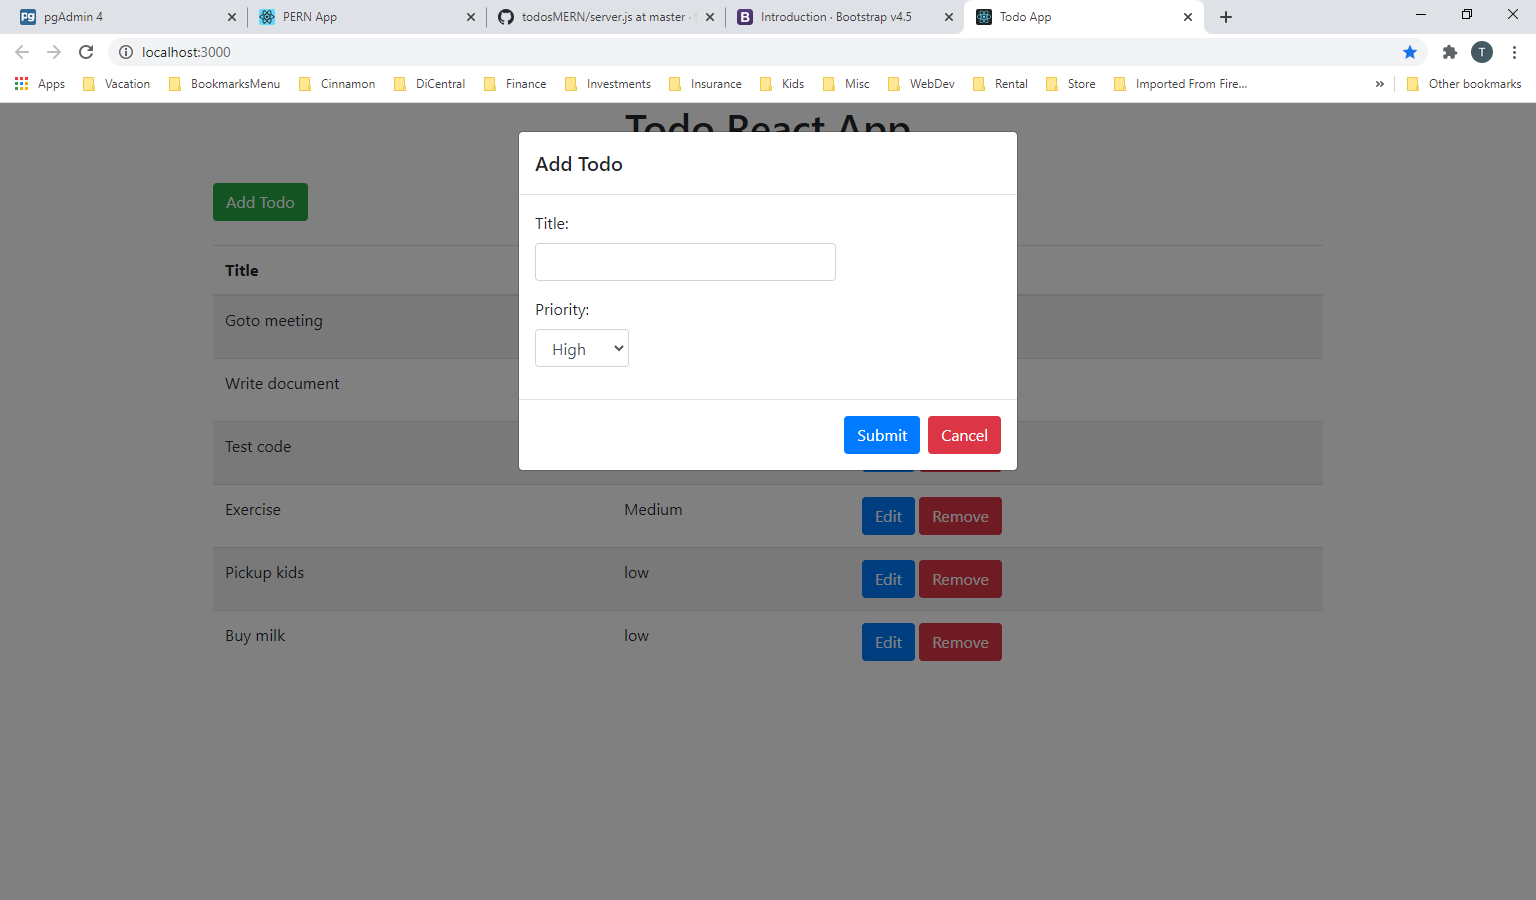 pgAdmin 4
PERN App
todosMERN/server.js at master ·
Introduction · Bootstrap v4.5
Todo App
localhost:3000
T
Apps
Vacation
BookmarksMenu
Cinnamon
DiCentral
Finance
Investments
Insurance
Kids
Misc
WebDev
Rental
Store
Imported From Fire...
»
Other bookmarks
Todo React App
Add Todo
Add Todo
Title:
Priority:
High
Submit Cancel
Title
Goto meeting
Write document
Test code
Exercise Medium Edit Remove
Pickup kids low Edit Remove
Buy milk low Edit Remove